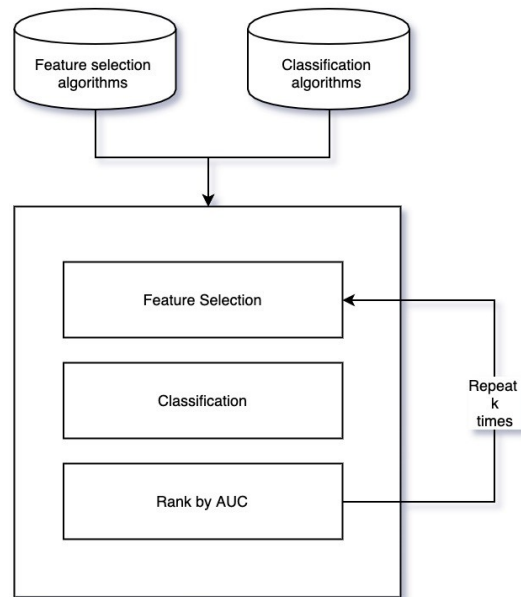 Feature selection
algorithms
Classification
algorithms
Feature Selection
Classification
Rank by AUC
Repeat
k
times